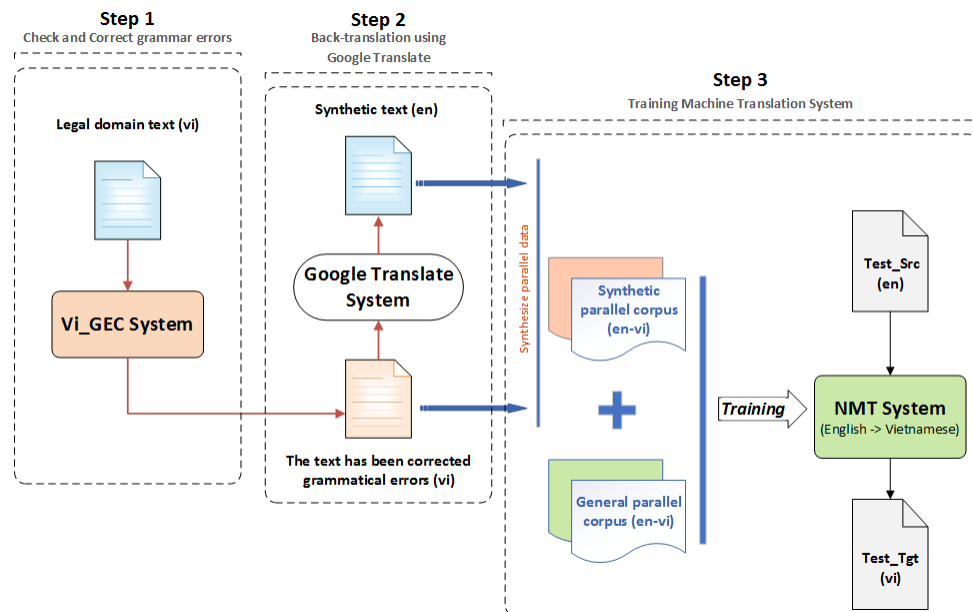 Step 1
Check and Correct grammar errors
Legal domain text (vi)
Vi_GEC System
Step 2
Back-translation using
Google Translate
Synthetic text (en)
Google Translate
System
The text has been corrected
grammatical errors (vi)
Step 3
Training Machine Translation System
Synthesize parallel data
Synthetic
parallel corpus
(en-vi)
General parallel
corpus (en-vi)
Training
Test_Src
(en)
NMT System
(English -> Vietnamese)
Test_Tgt
(vi)